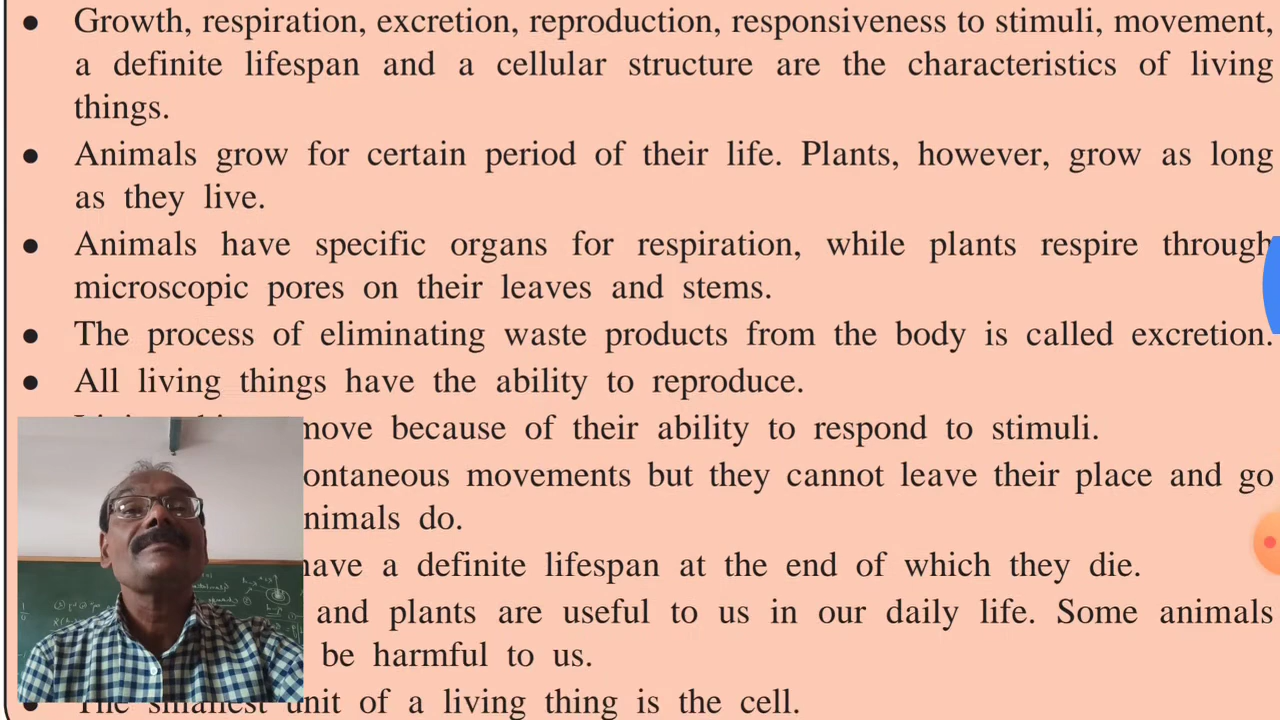 ● Growth, respiration, excretion, reproduction, responsiveness to stimuli, movement,
a definite lifespan and a cellular structure are the characteristics of living
things.
● Animals grow for certain period of their life. Plants, however, grow as long
as they live.
● Animals have specific organs for respiration, while plants respire through
microscopic pores on their leaves and stems.
● The process of eliminating waste products from the body is called excretion.
● All living things have the ability to reproduce.
move because of their ability to respond to stimuli.
ontaneous movements but they cannot leave their place and go
nimals do.
have a definite lifespan at the end of which they die.
and plants are useful to us in our daily life. Some animals
be harmful to us.
● The smallest unit of a living thing is the cell.